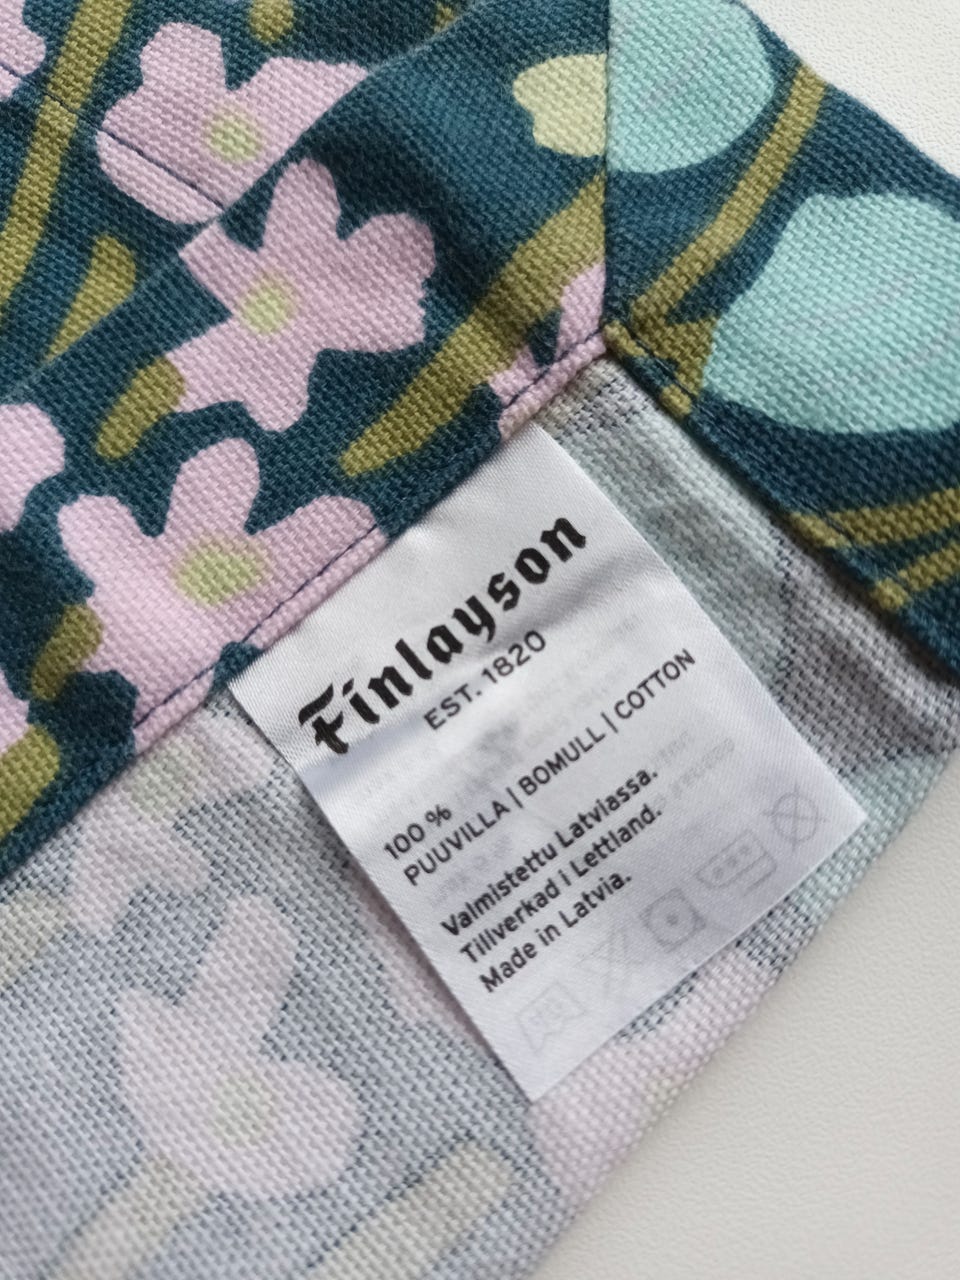 Finlayson
EST. 1820
100 %
PUUVILLA | BOMULL | COTTON
Valmistettu Latviassa.
Tillverkad i Lettland.
Made in Latvia.